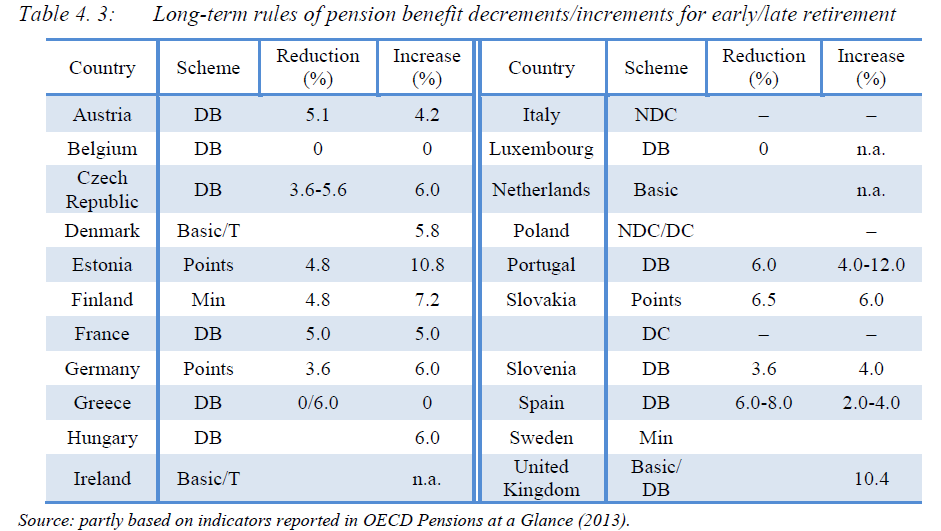 Table 4. 3: Long-term rules of pension benefit decrements/increments for early/late retirement
Country Scheme Reduction (%) Increase (%) Country Scheme Reduction (%) Increase (%)
Austria DB 5.1 4.2 Italy NDC – –
Belgium DB 0 0 Luxembourg DB 0 n.a.
Czech Republic DB 3.6-5.6 6.0 Netherlands Basic n.a.
Denmark Basic/T 5.8 Poland NDC/DC –
Estonia Points 4.8 10.8 Portugal DB 6.0 4.0-12.0
Finland Min 4.8 7.2 Slovakia Points 6.5 6.0
France DB 5.0 5.0 DC – –
Germany Points 3.6 6.0 Slovenia DB 3.6 4.0
Greece DB 0/6.0 0 Spain DB 6.0-8.0 2.0-4.0
Hungary DB 6.0 Sweden Min
Ireland Basic/T n.a. United Kingdom Basic/ DB 10.4
Source: partly based on indicators reported in OECD Pensions at a Glance (2013).